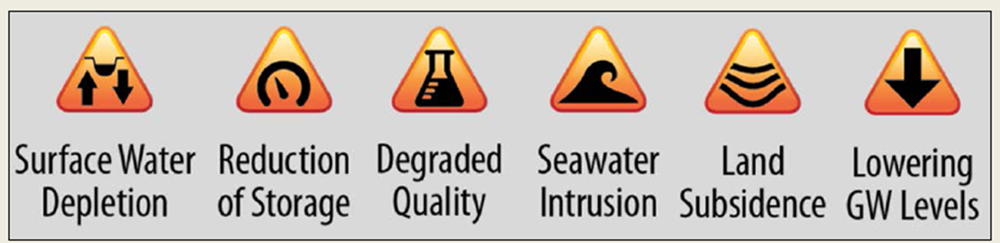 Surface Water
Depletion
Reduction
of Storage
Degraded
Quality
Seawater
Intrusion
Land
Subsidence
Lowering
GW Levels